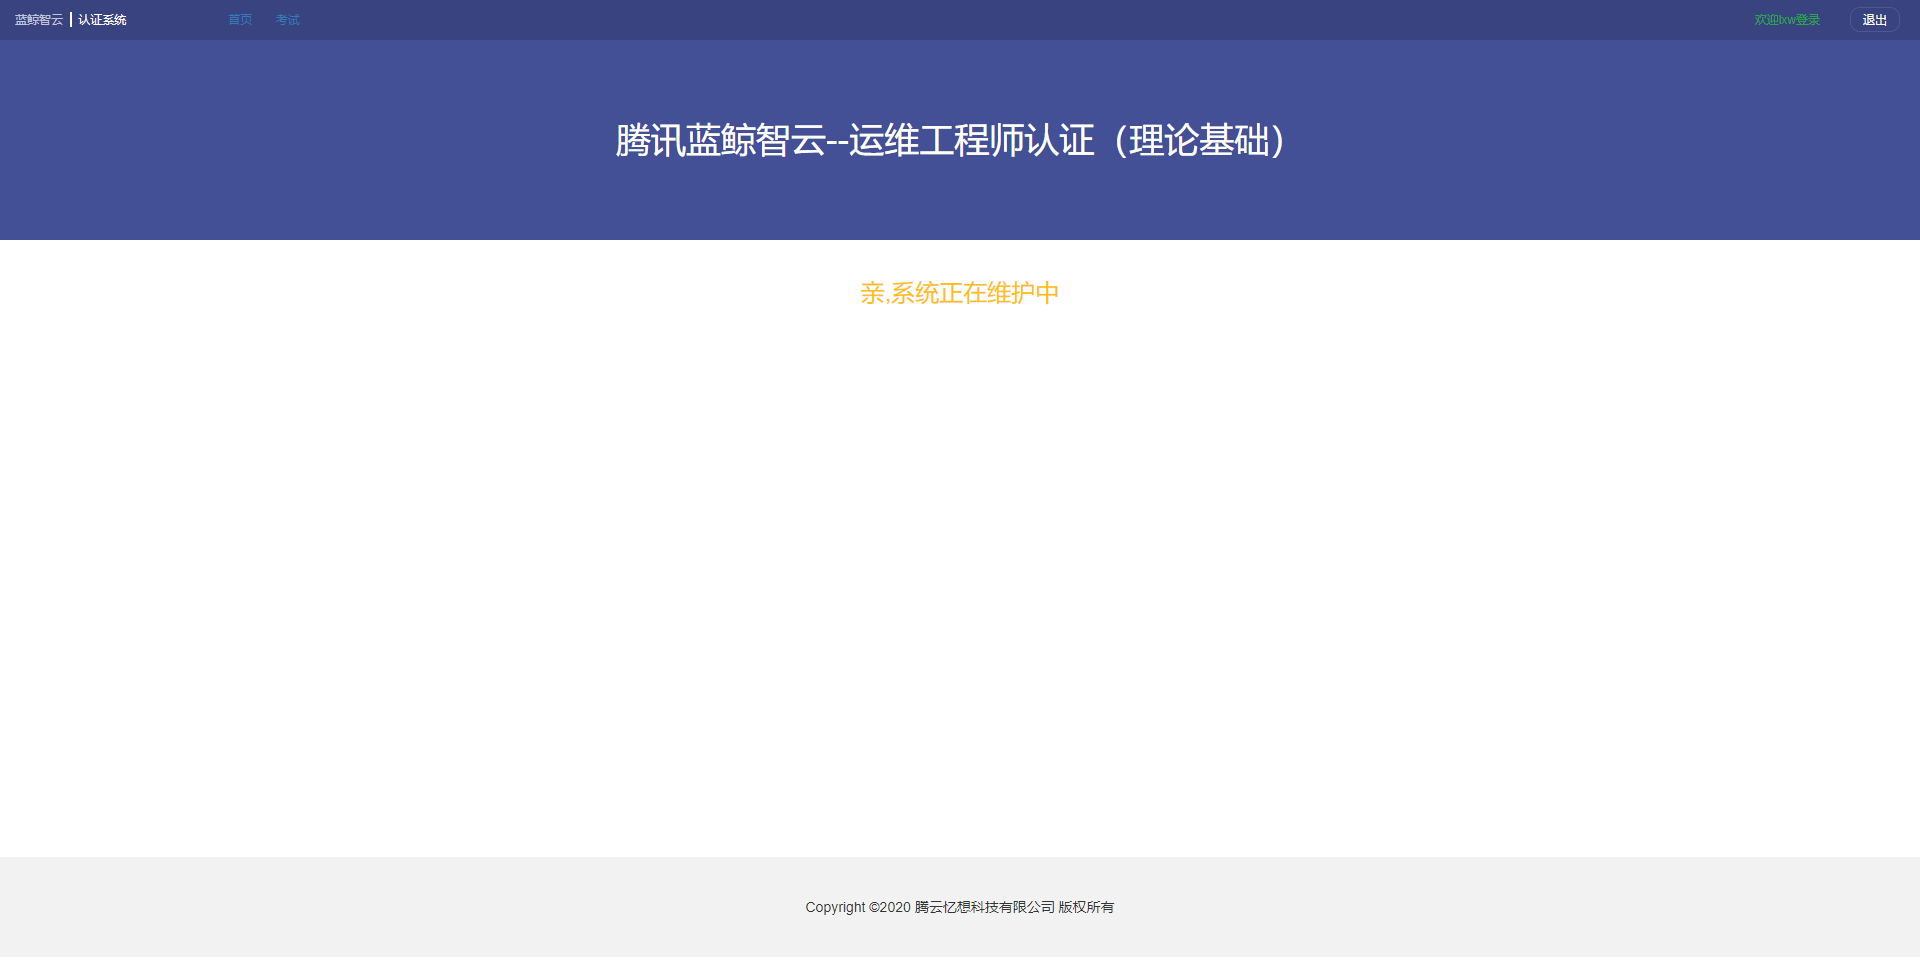 蓝鲸智云 | 认证系统 首页 考试 欢迎lxw登录 退出
腾讯蓝鲸智云--运维工程师认证（理论基础）
亲,系统正在维护中
Copyright ©2020 腾云忆想科技有限公司 版权所有